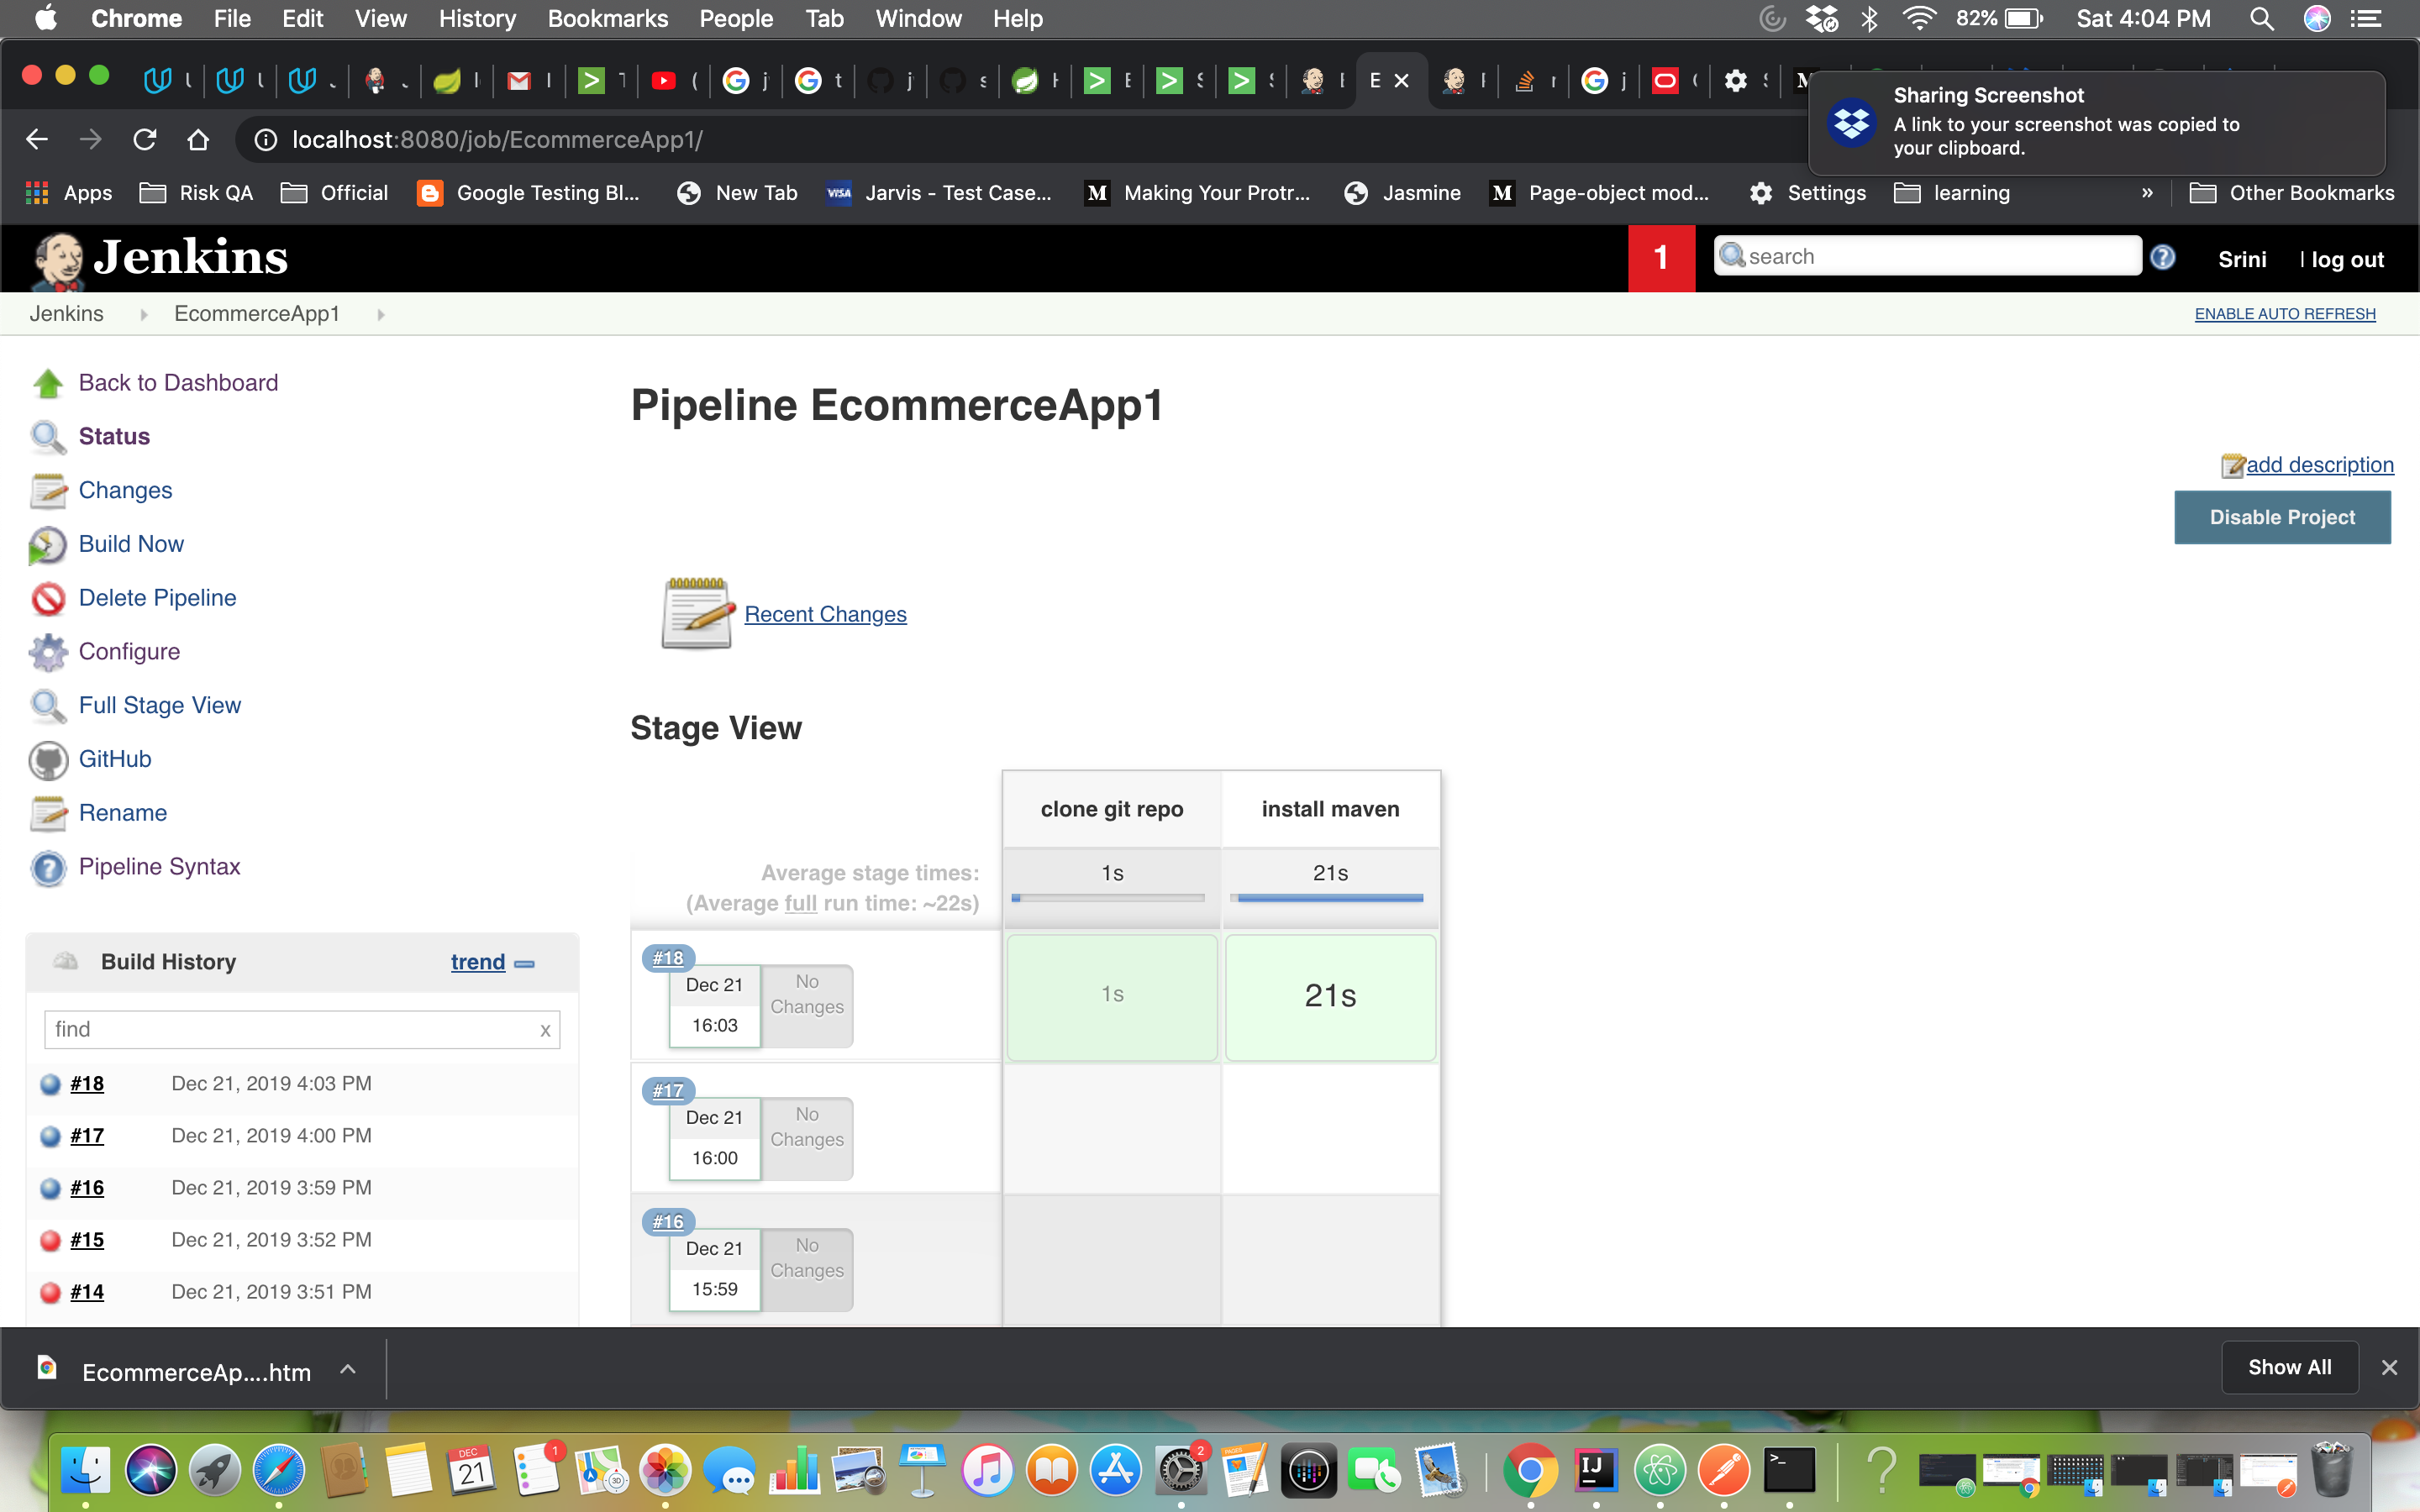 Chrome File Edit View History Bookmarks People Tab Window Help 82% Sat 4:04 PM
E
localhost:8080/job/EcommerceApp1/
Sharing Screenshot
A link to your screenshot was copied to
your clipboard.
Apps Risk QA Official Google Testing Bl... New Tab VISA Jarvis - Test Case... M Making Your Protr... Jasmine M Page-object mod... Settings learning » Other Bookmarks
Jenkins 1 search Srini | log out
Jenkins EcommerceApp1 ENABLE AUTO REFRESH
Back to Dashboard
Status
Changes
Build Now
Delete Pipeline
Configure
Full Stage View
GitHub
Rename
Pipeline Syntax
Build History trend
find x
#18 Dec 21, 2019 4:03 PM
#17 Dec 21, 2019 4:00 PM
#16 Dec 21, 2019 3:59 PM
#15 Dec 21, 2019 3:52 PM
#14 Dec 21, 2019 3:51 PM
Pipeline EcommerceApp1
add description
Disable Project
Recent Changes
Stage View
clone git repo install maven
Average stage times: 1s 21s
(Average full run time: ~22s)
#18
Dec 21 No Changes
16:03
1s 21s
#17
Dec 21 No Changes
16:00
#16
Dec 21 No Changes
15:59
EcommerceAp....htm Show All
DEC
21
1
3D
2
PAGES
IJ
>_